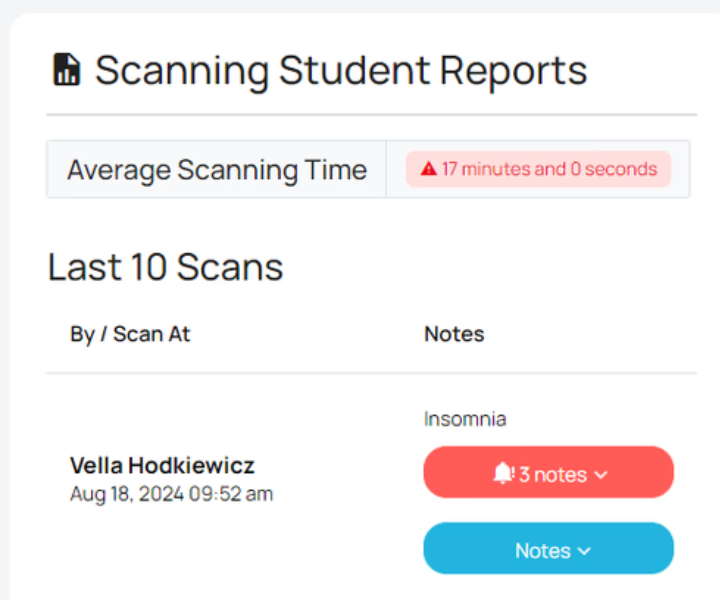 Scanning Student Reports
Average Scanning Time
17 minutes and 0 seconds
Last 10 Scans
By / Scan At
Notes
Insomnia
Vella Hodkiewicz
Aug 18, 2024 09:52 am
3 notes
Notes